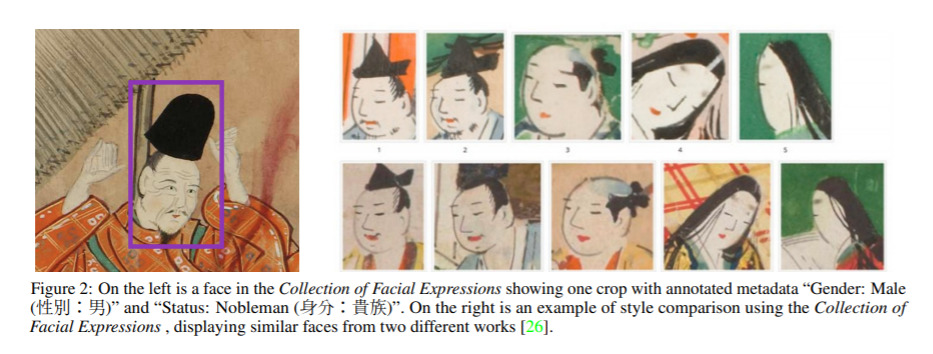 1 2 3 4 5
Figure 2: On the left is a face in the Collection of Facial Expressions showing one crop with annotated metadata “Gender: Male
(性別：男)” and “Status: Nobleman (身分：貴族)”. On the right is an example of style comparison using the Collection of
Facial Expressions , displaying similar faces from two different works [26].